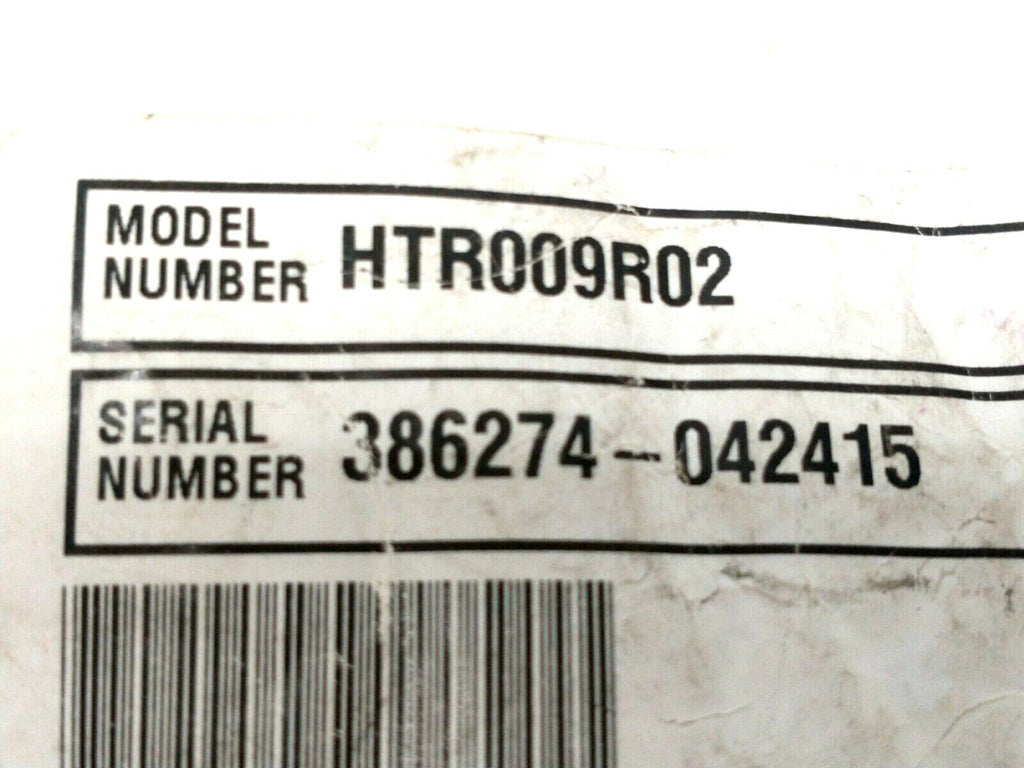 MODEL
NUMBER HTR009R02
SERIAL
NUMBER 386274-042415